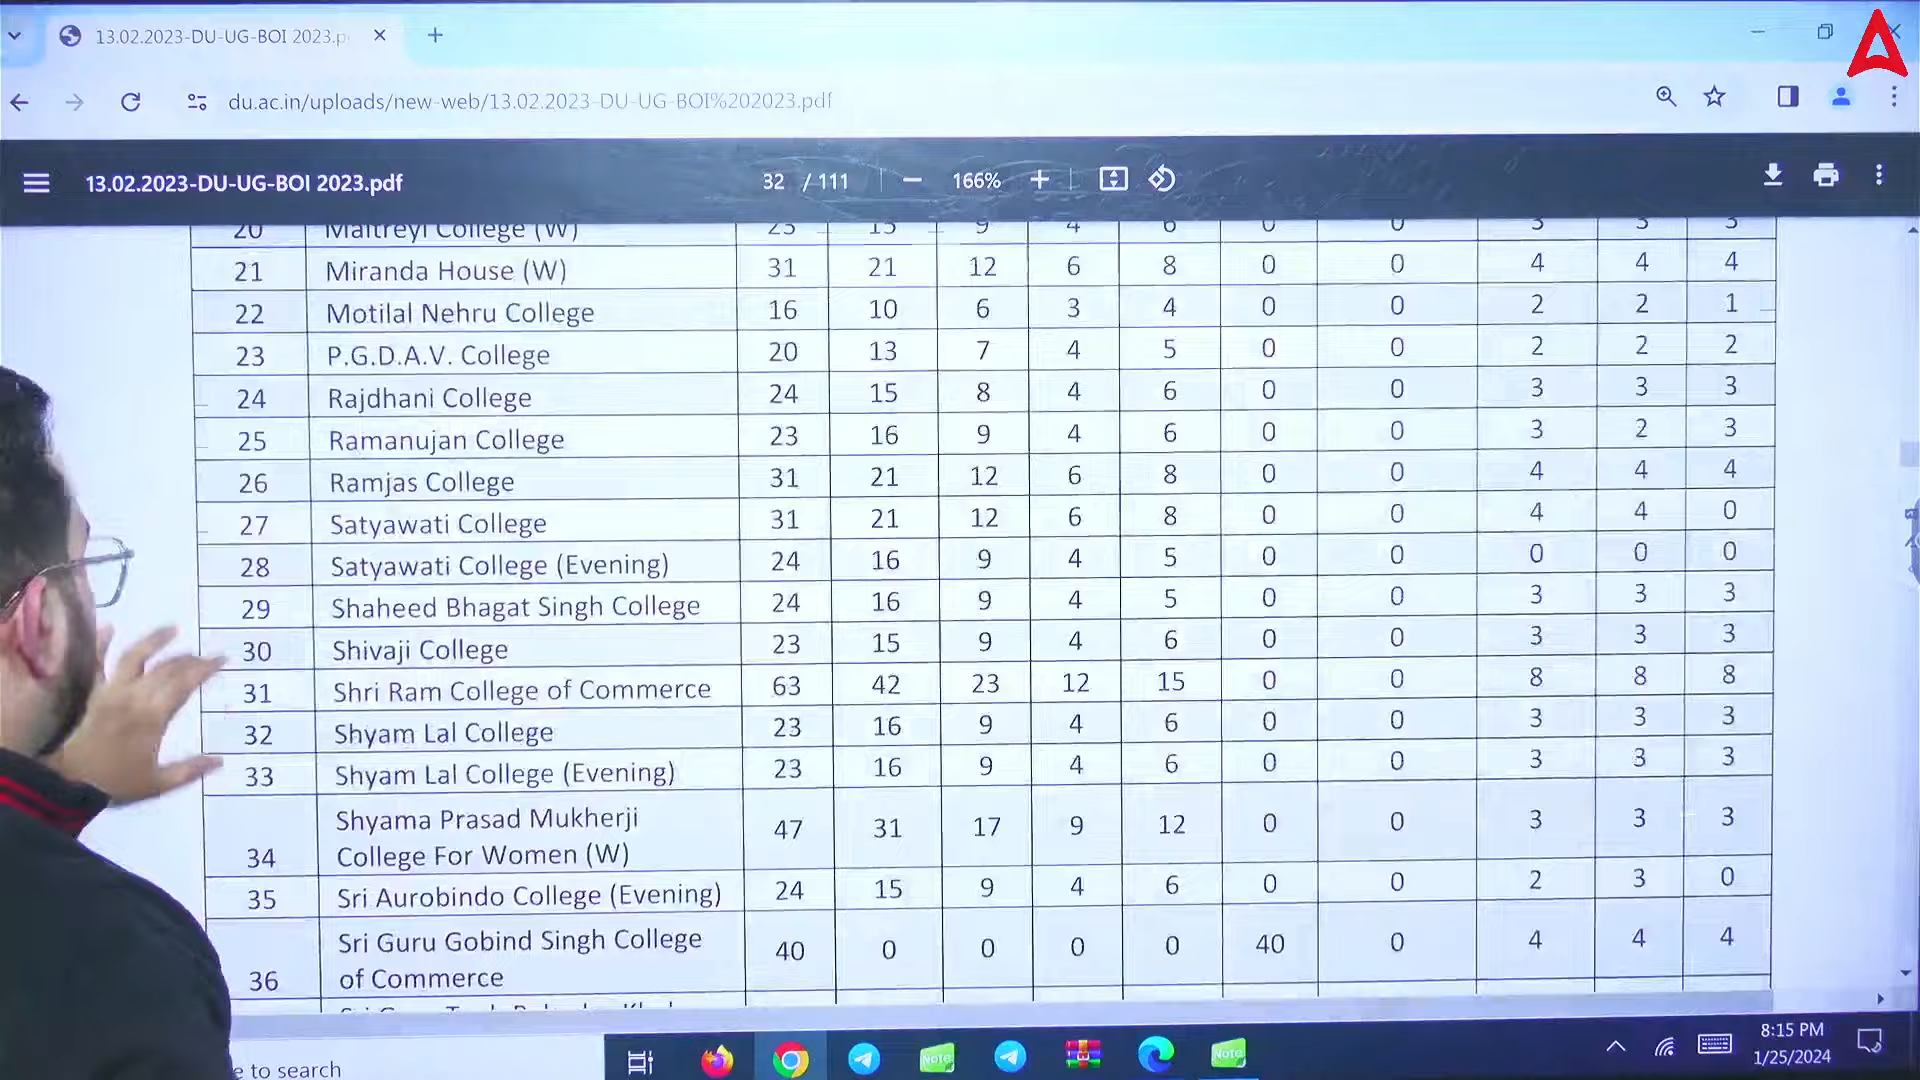 13.02.2023-DU-UG-BOI 2023.p
du.ac.in/uploads/new-web/13.02.2023-DU-UG-BOI%202023.pdf
13.02.2023-DU-UG-BOI 2023.pdf 32 / 111 166%
20 Maitreyi College (W) 23 15 9 4 6 0 0 3 3 3
21 Miranda House (W) 31 21 12 6 8 0 0 4 4 4
22 Motilal Nehru College 16 10 6 3 4 0 0 2 2 1
23 P.G.D.A.V. College 20 13 7 4 5 0 0 2 2 2
24 Rajdhani College 24 15 8 4 6 0 0 3 3 3
25 Ramanujan College 23 16 9 4 6 0 0 3 2 3
26 Ramjas College 31 21 12 6 8 0 0 4 4 4
27 Satyawati College 31 21 12 6 8 0 0 4 4 0
28 Satyawati College (Evening) 24 16 9 4 5 0 0 0 0 0
29 Shaheed Bhagat Singh College 24 16 9 4 5 0 0 3 3 3
30 Shivaji College 23 15 9 4 6 0 0 3 3 3
31 Shri Ram College of Commerce 63 42 23 12 15 0 0 8 8 8
32 Shyam Lal College 23 16 9 4 6 0 0 3 3 3
33 Shyam Lal College (Evening) 23 16 9 4 6 0 0 3 3 3
Shyama Prasad Mukherji
34 College For Women (W) 47 31 17 9 12 0 0 3 3 3
35 Sri Aurobindo College (Evening) 24 15 9 4 6 0 0 2 3 0
Sri Guru Gobind Singh College
36 of Commerce 40 0 0 0 0 40 0 4 4 4
e to search
Note
Note
8:15 PM
1/25/2024